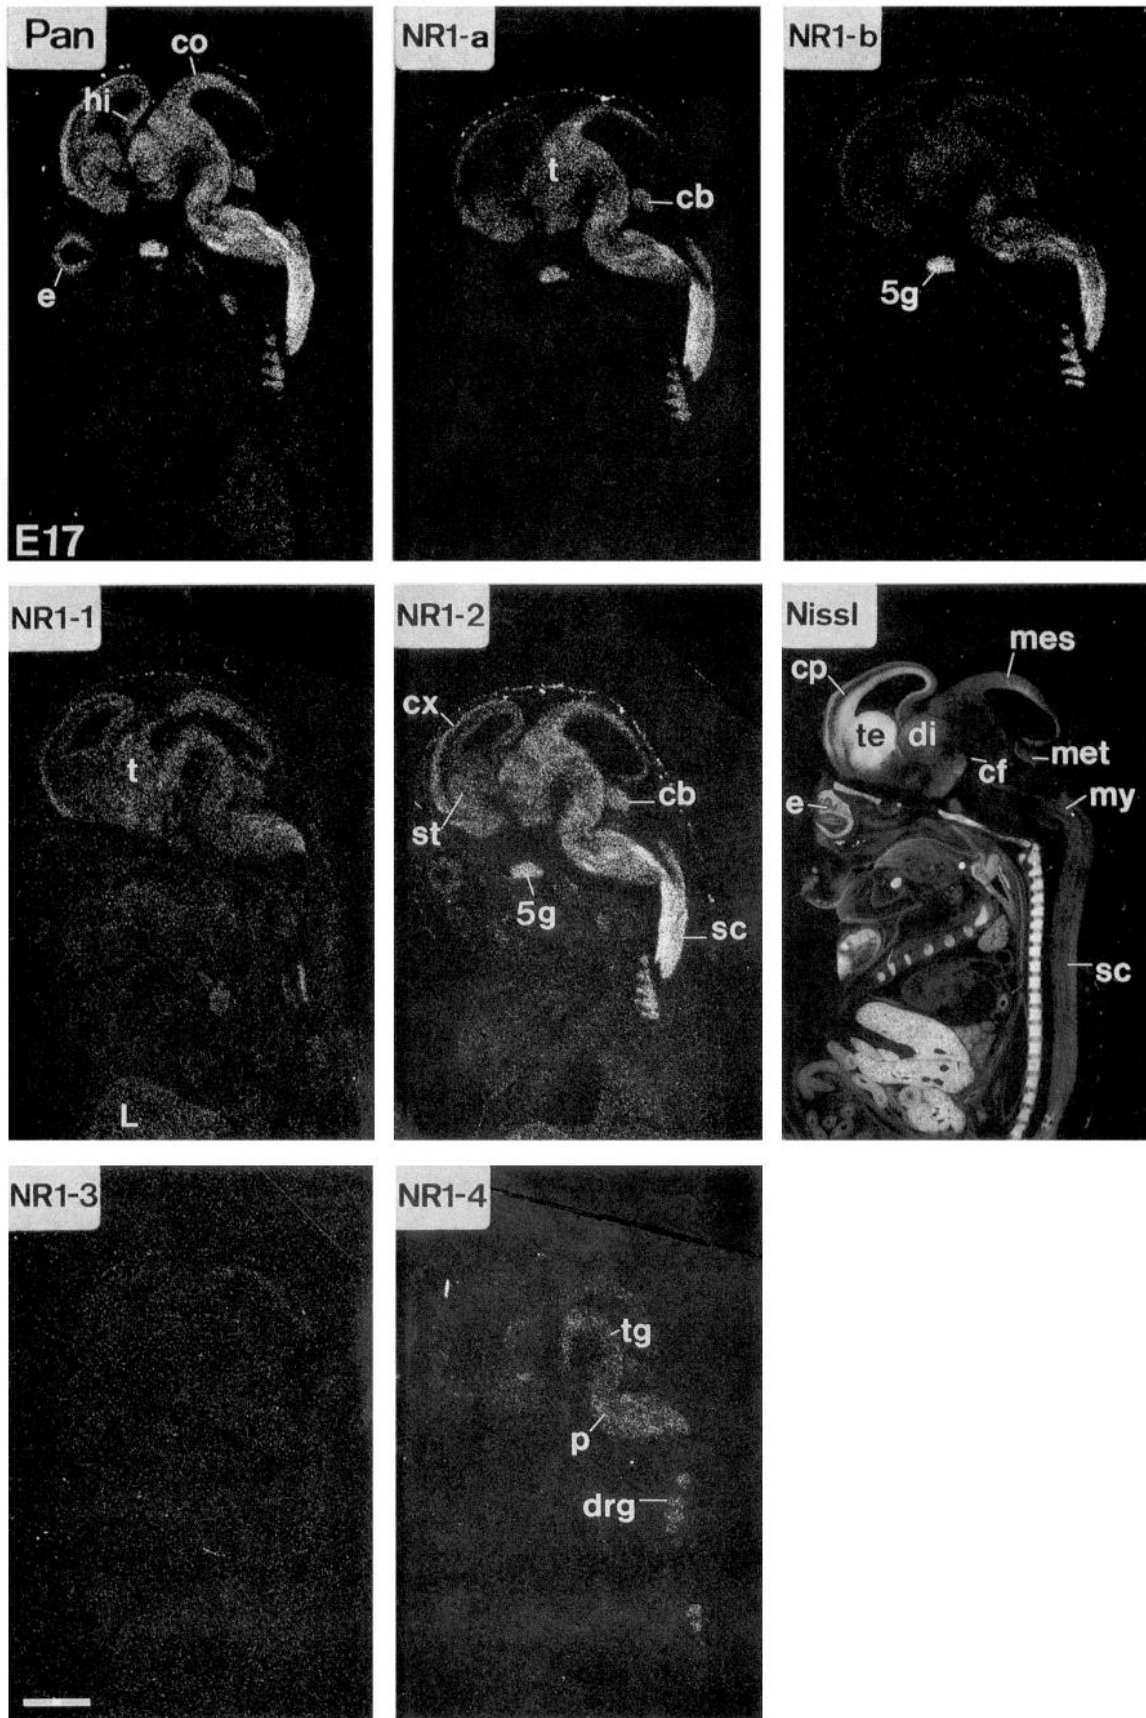 Pan
co
hi
e
E17
NR1-a
t
cb
NR1-b
5g
NR1-1
t
L
NR1-2
cx
st
cb
5g
sc
Nissl
mes
cp
te
di
met
cf
my
e
sc
NR1-3
NR1-4
tg
p
drg